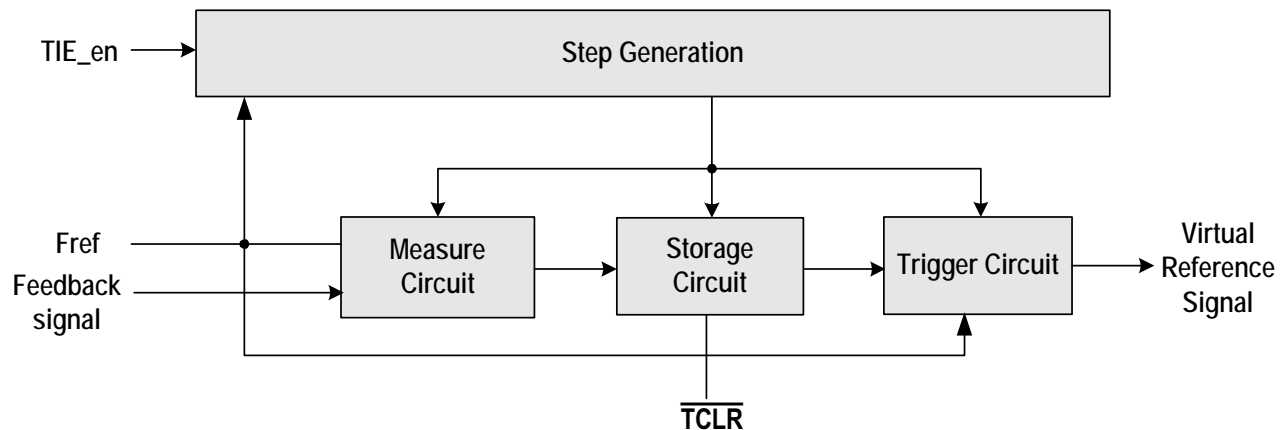 TIE_en
Step Generation
Fref
Feedback
signal
Measure
Circuit
Storage
Circuit
Trigger Circuit
Virtual
Reference
Signal
TCLR